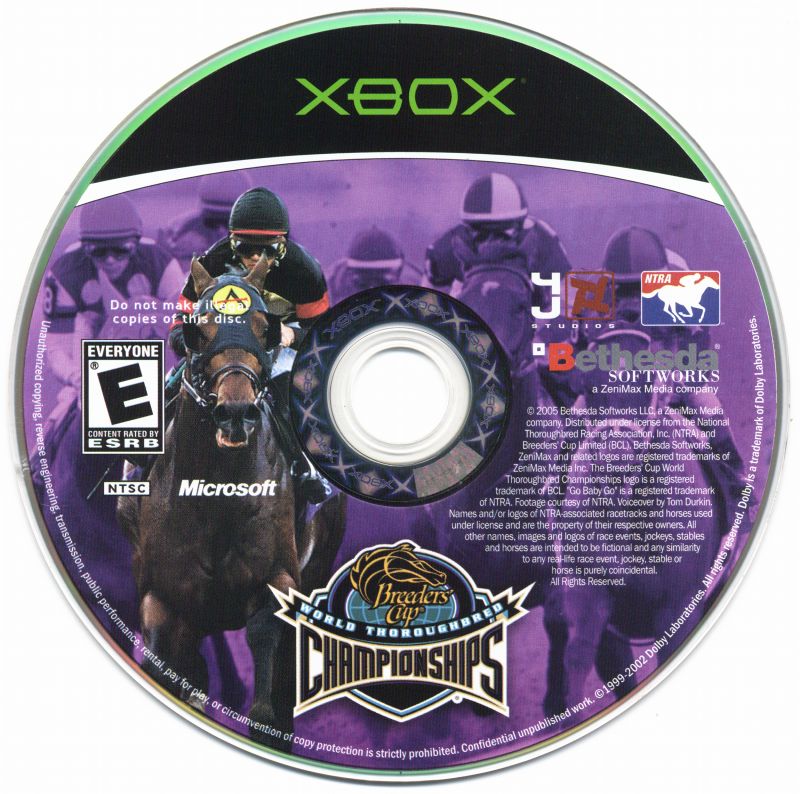 XBOX
Do not make illegal
copies of this disc.
EVERYONE
E
®
CONTENT RATED BY
ESRB
NTSC
Microsoft
STUDIOS
NTRA
Bethesda®
SOFTWORKS
a ZeniMax Media company
© 2005 Bethesda Softworks LLC, a ZeniMax Media
company. Distributed under license from the National
Thoroughbred Racing Association, Inc. (NTRA) and
Breeders' Cup Limited (BCL). Bethesda Softworks,
ZeniMax and related logos are registered trademarks of
ZeniMax Media Inc. The Breeders' Cup World
Thoroughbred Championships logo is a registered
trademark of BCL. "Go Baby Go" is a registered trademark
of NTRA. Footage courtesy of NTRA. Voiceover by Tom Durkin.
Names and/or logos of NTRA-associated racetracks and horses used
under license and are the property of their respective owners. All
other names, images and logos of race events, jockeys, stables
and horses are intended to be fictional and any similarity
to any real-life race event, jockey, stable or
horse is purely coincidental.
All Rights Reserved.
Breeders'
Cup
WORLD THOROUGHBRED
CHAMPIONSHIPS
®
Unauthorized copying, reverse engineering, transmission, public performance, rental, pay for play, or circumvention of copy protection is strictly prohibited. Confidential unpublished work. ©1999-2002 Dolby Laboratories. All rights reserved. Dolby is a trademark of Dolby Laboratories.
XBOX XBOX XBOX